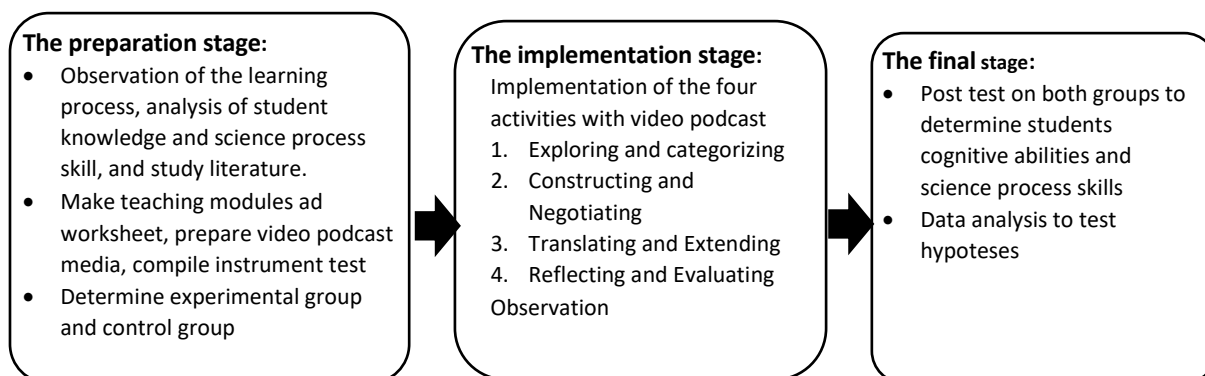 The preparation stage:
• Observation of the learning
process, analysis of student
knowledge and science process
skill, and study literature.
• Make teaching modules ad
worksheet, prepare video podcast
media, compile instrument test
• Determine experimental group
and control group
The implementation stage:
Implementation of the four
activities with video podcast
1. Exploring and categorizing
2. Constructing and
Negotiating
3. Translating and Extending
4. Reflecting and Evaluating
Observation
The final stage:
• Post test on both groups to
determine students
cognitive abilities and
science process skills
• Data analysis to test
hypoteses